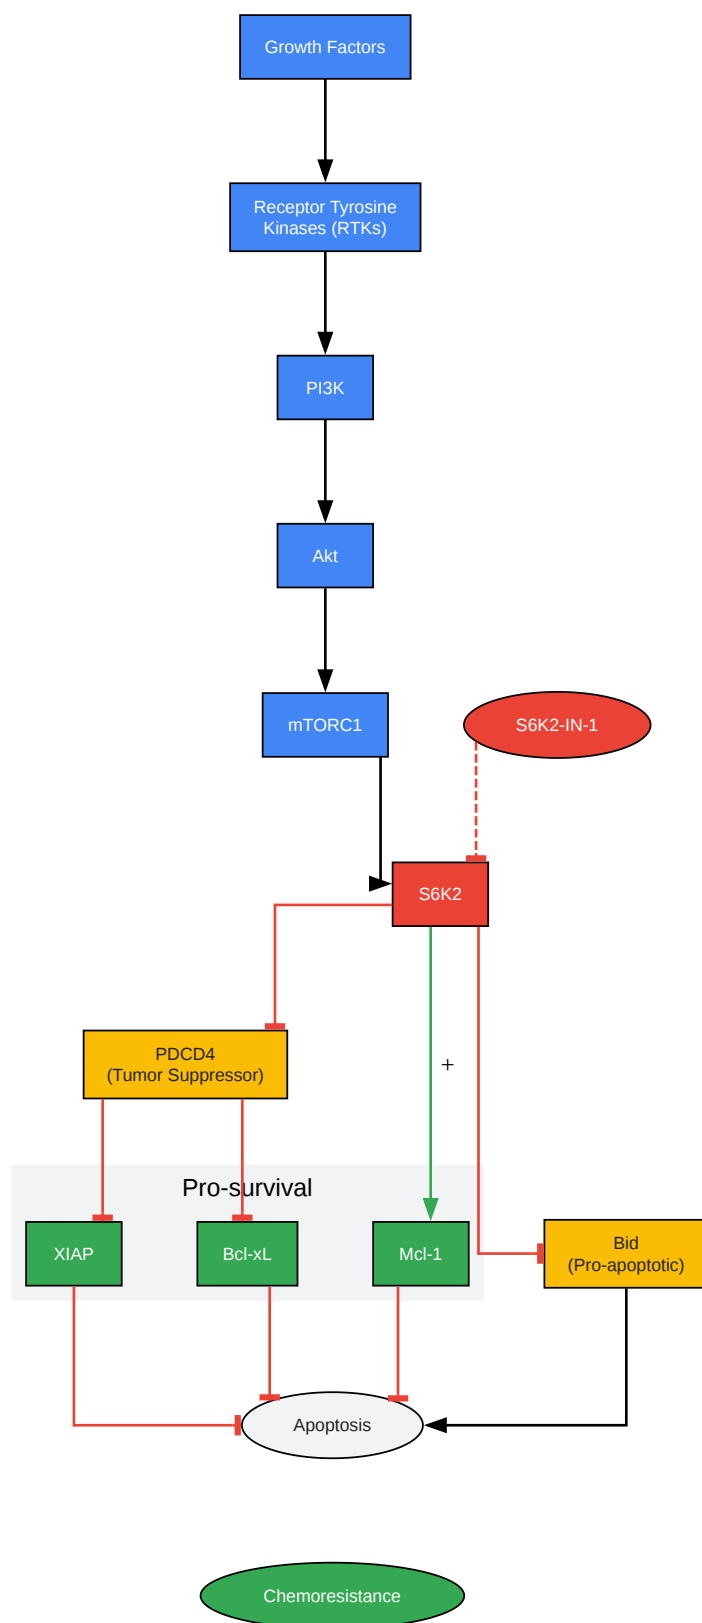 Growth Factors
Receptor Tyrosine
Kinases (RTKs)
PI3K
Akt
mTORC1
S6K2-IN-1
S6K2
PDCD4
(Tumor Suppressor)
+
Pro-survival
XIAP
Bcl-xL
Mcl-1
Bid
(Pro-apoptotic)
Apoptosis
Chemoresistance